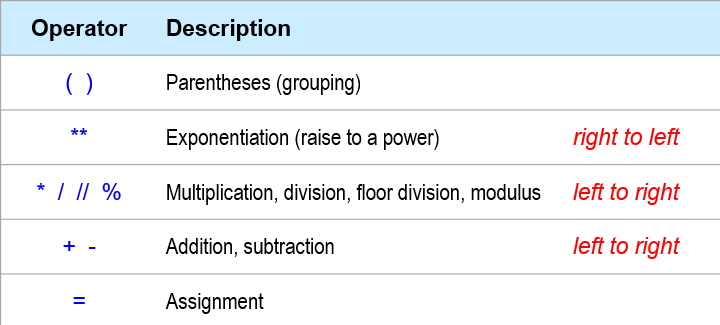 Operator Description
( ) Parentheses (grouping)
** Exponentiation (raise to a power) right to left
* / // % Multiplication, division, floor division, modulus left to right
+ - Addition, subtraction left to right
= Assignment